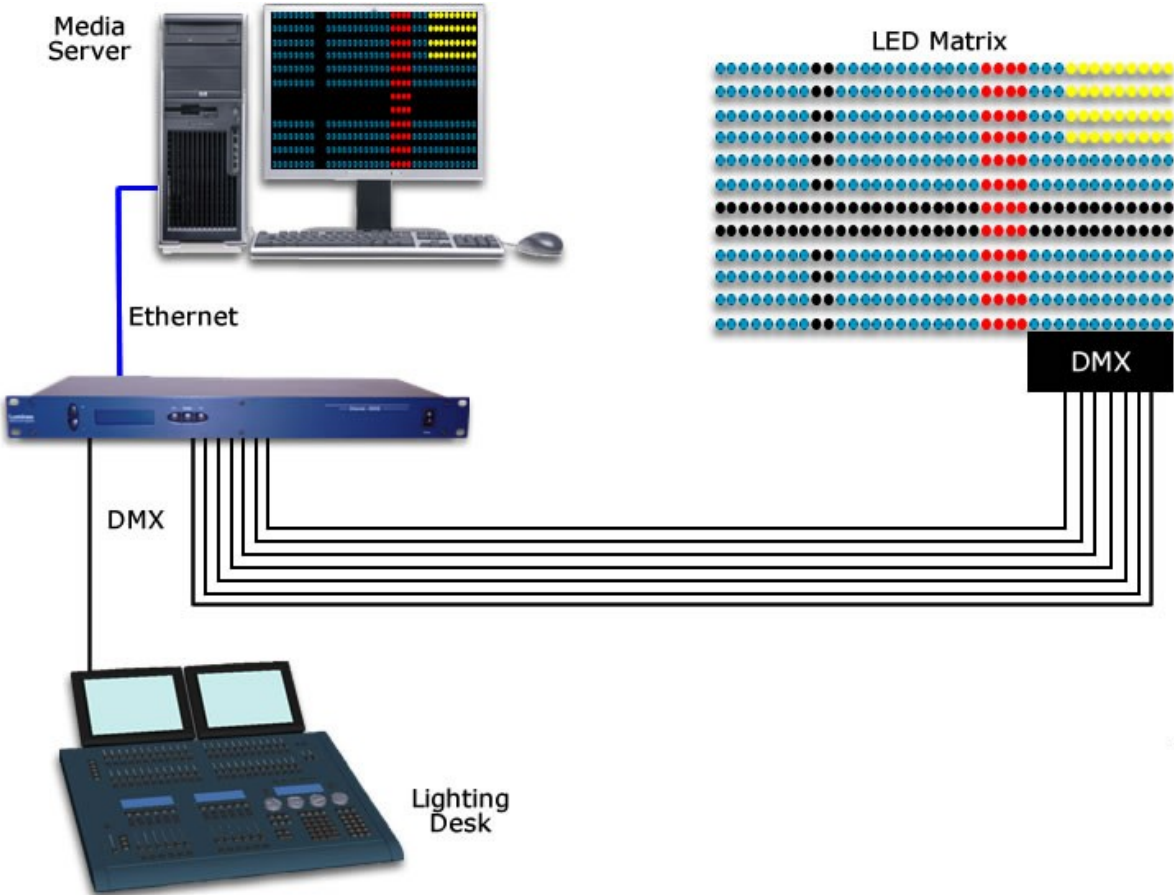 Media
Server
LED Matrix
Ethernet
DMX
DMX
Lighting
Desk